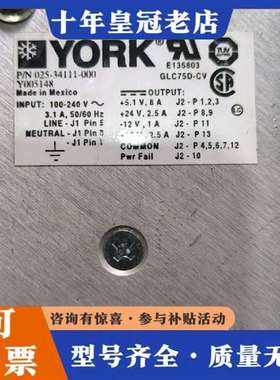 十年皇冠老店
YORK
E135803
P/N 025-34111-000
GLC75D-CV
Y005148
Made in Mexico
OUTPUT:
INPUT: 100-240 V
+5.1V, 8 A J2 - P 1,2,3
3.1 A, 50/60 Hz
+24 V, 2.5 A J2 - P 8,9
LINE - J1 Pin 5
-12 V, 1 A J2 - P 11
NEUTRAL - J1 Pin 3
2.5 A J2 - P 13
COMMON J2 - P 4,5,6,7,12
Pwr Fail J2 - 10
咨询有惊喜·参与补贴活动
票
型号齐全·质量保证